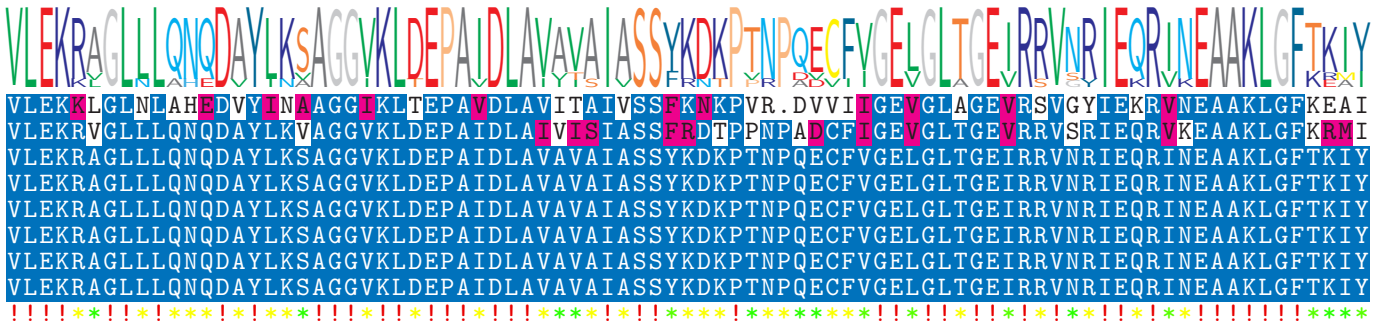 VLEKRAGLLLQNQDAYLKSAGGVKLDEPAIDLAVAVAIASSYKDKPTNPQECFVGELGLTGEIRRVNRIEQRINEAAKLGFTKIY
VLEKKLGLNLAHEDVYINAAGGIKLTEPAVDLAVITAIVSSFKNKPVR.DVVIIGEVGLAGEVRSVGYIEKRVNEAAKLGFKEAI
VLEKRVGLLLQNQDAYLKVAGGVKLDEPAIDLAIVISIASSFRDTPPNPADCFIGEVGLTGEVRRVSRIEQRVKEAAKLGFKRMI
VLEKRAGLLLQNQDAYLKSAGGVKLDEPAIDLAVAVAIASSYKDKPTNPQECFVGELGLTGEIRRVNRIEQRINEAAKLGFTKIY
VLEKRAGLLLQNQDAYLKSAGGVKLDEPAIDLAVAVAIASSYKDKPTNPQECFVGELGLTGEIRRVNRIEQRINEAAKLGFTKIY
VLEKRAGLLLQNQDAYLKSAGGVKLDEPAIDLAVAVAIASSYKDKPTNPQECFVGELGLTGEIRRVNRIEQRINEAAKLGFTKIY
VLEKRAGLLLQNQDAYLKSAGGVKLDEPAIDLAVAVAIASSYKDKPTNPQECFVGELGLTGEIRRVNRIEQRINEAAKLGFTKIY
VLEKRAGLLLQNQDAYLKSAGGVKLDEPAIDLAVAVAIASSYKDKPTNPQECFVGELGLTGEIRRVNRIEQRINEAAKLGFTKIY
VLEKRAGLLLQNQDAYLKSAGGVKLDEPAIDLAVAVAIASSYKDKPTNPQECFVGELGLTGEIRRVNRIEQRINEAAKLGFTKIY
!!!!**!!*!***!*!***!!!*!!*!!!*!!!****!*!!****!********!!*!!*!!*!*!**!!*!**!!!!!!!****